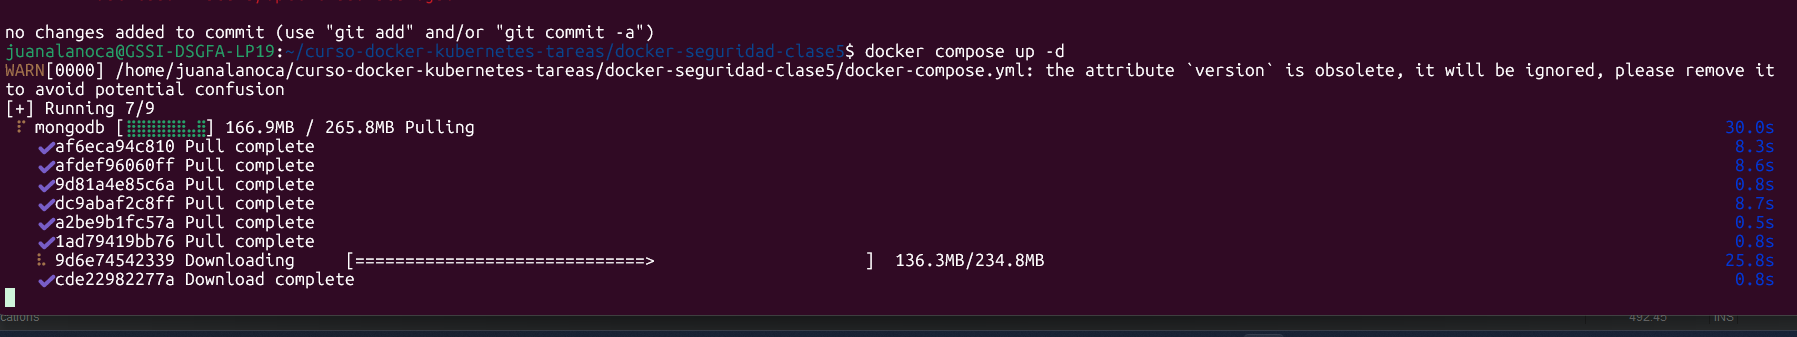 no changes added to commit (use "git add" and/or "git commit -a")
juanalanoca@GSSI-DSGFA-LP19:~/curso-docker-kubernetes-tareas/docker-seguridad-clase5$ docker compose up -d
WARN[0000] /home/juanalanoca/curso-docker-kubernetes-tareas/docker-seguridad-clase5/docker-compose.yml: the attribute `version` is obsolete, it will be ignored, please remove it
to avoid potential confusion
[+] Running 7/9
mongodb [⣿⣿⣿⣿⣿⣿⣀⣿] 166.9MB / 265.8MB Pulling 30.0s
✔af6eca94c810 Pull complete 8.3s
✔afdef96060ff Pull complete 8.6s
✔9d81a4e85c6a Pull complete 0.8s
✔dc9abaf2c8ff Pull complete 8.7s
✔a2be9b1fc57a Pull complete 0.5s
✔1ad79419bb76 Pull complete 0.8s
9d6e74542339 Downloading [=============================> ] 136.3MB/234.8MB 25.8s
✔cde22982277a Download complete 0.8s
cations 492:45 INS